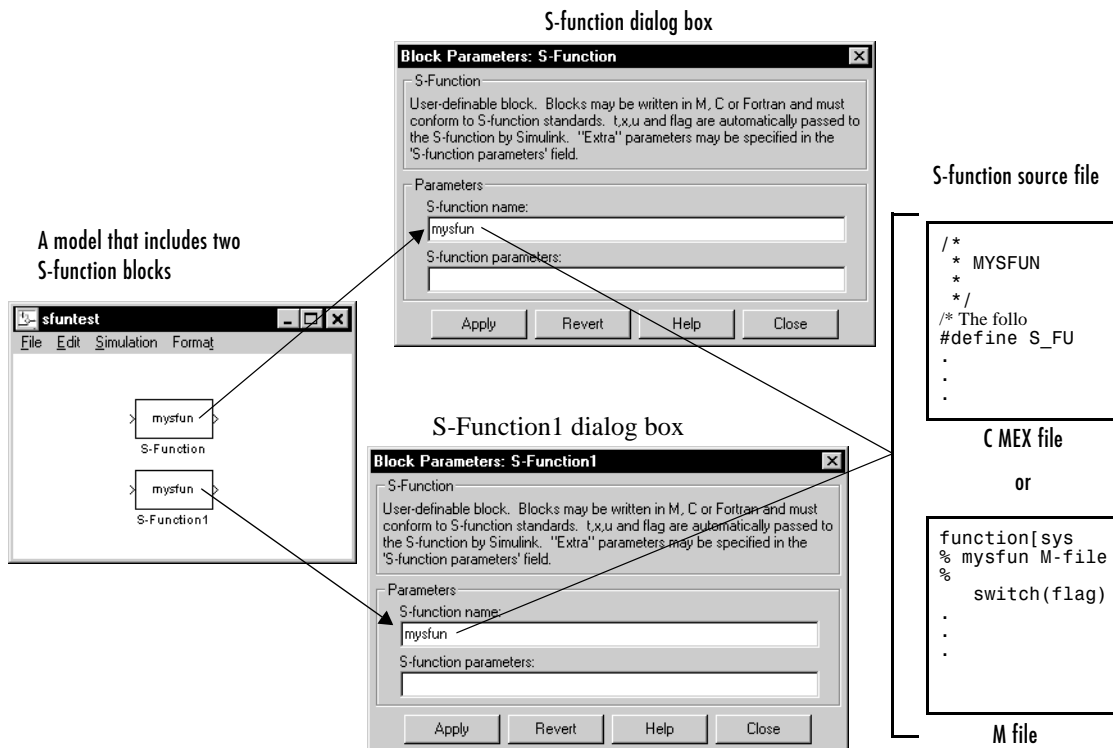 S-function dialog box
Block Parameters: S-Function
S-Function
User-definable block. Blocks may be written in M, C or Fortran and must
conform to S-function standards. t,x,u and flag are automatically passed to
the S-function by Simulink. "Extra" parameters may be specified in the
'S-function parameters' field.
Parameters
S-function name:
mysfun
S-function parameters:
Apply Revert Help Close
A model that includes two
S-function blocks
sfuntest
File Edit Simulation Format
mysfun
S-Function
mysfun
S-Function1
S-Function1 dialog box
Block Parameters: S-Function1
S-Function
User-definable block. Blocks may be written in M, C or Fortran and must
conform to S-function standards. t,x,u and flag are automatically passed to
the S-function by Simulink. "Extra" parameters may be specified in the
'S-function parameters' field.
Parameters
S-function name:
mysfun
S-function parameters:
Apply Revert Help Close
S-function source file
/*
* MYSFUN
*
*/
/* The follo
#define S_FU
.
.
.
C MEX file
or
function[sys
% mysfun M-file
%
switch(flag)
.
.
.
M file